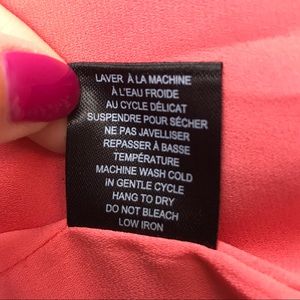 LAVER À LA MACHINE
À L'EAU FROIDE
AU CYCLE DÉLICAT
SUSPENDRE POUR SÉCHER
NE PAS JAVELLISER
REPASSER À BASSE
TEMPÉRATURE
MACHINE WASH COLD
IN GENTLE CYCLE
HANG TO DRY
DO NOT BLEACH
LOW IRON